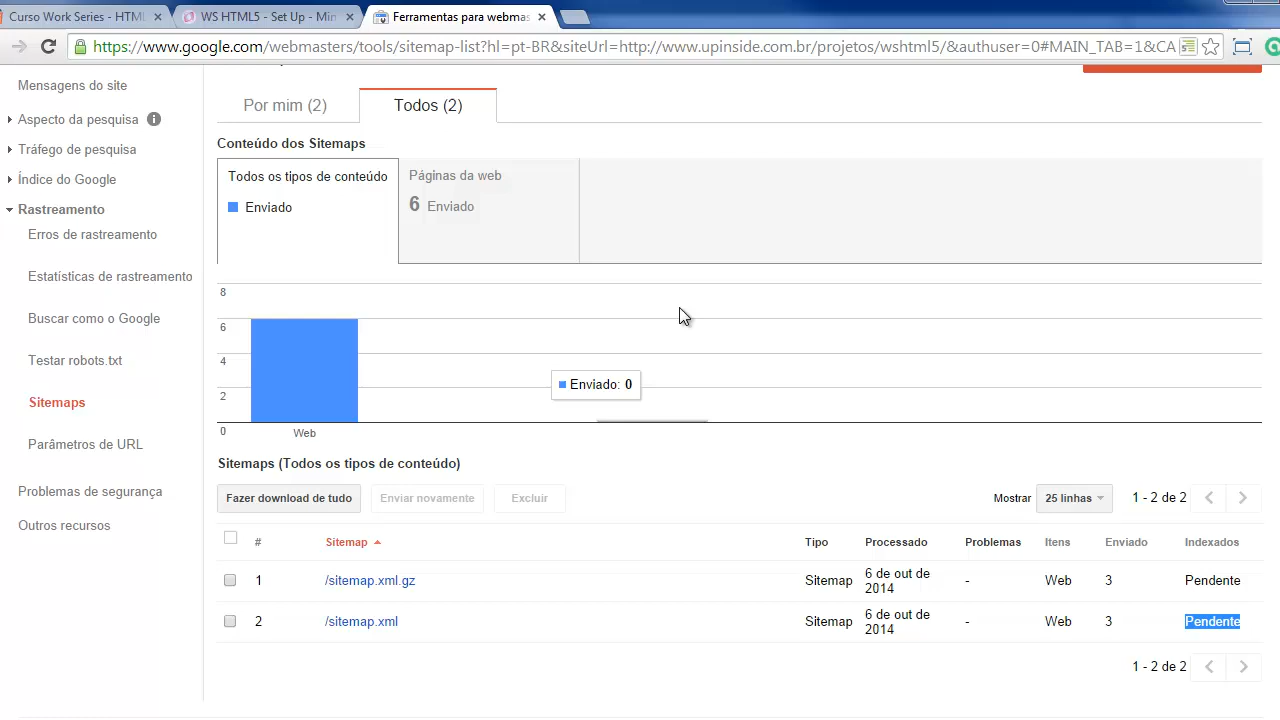 Curso Work Series - HTML
WS HTML5 - Set Up - Min
Ferramentas para webmas
https://www.google.com/webmasters/tools/sitemap-list?hl=pt-BR&siteUrl=http://www.upinside.com.br/projetos/wshtml5/&authuser=0#MAIN_TAB=1&CA
Mensagens do site
Aspecto da pesquisa
Tráfego de pesquisa
Índice do Google
Rastreamento
Erros de rastreamento
Estatísticas de rastreamento
Buscar como o Google
Testar robots.txt
Sitemaps
Parâmetros de URL
Problemas de segurança
Outros recursos
Por mim (2)
Todos (2)
Conteúdo dos Sitemaps
Todos os tipos de conteúdo
Enviado
Páginas da web
6 Enviado
8
6
4
2
0
Enviado: 0
Web
Sitemaps (Todos os tipos de conteúdo)
Fazer download de tudo
Enviar novamente
Excluir
Mostrar
25 linhas
1 - 2 de 2
# Sitemap Tipo Processado Problemas Itens Enviado Indexados
1 /sitemap.xml.gz Sitemap 6 de out de 2014 - Web 3 Pendente
2 /sitemap.xml Sitemap 6 de out de 2014 - Web 3 Pendente
1 - 2 de 2